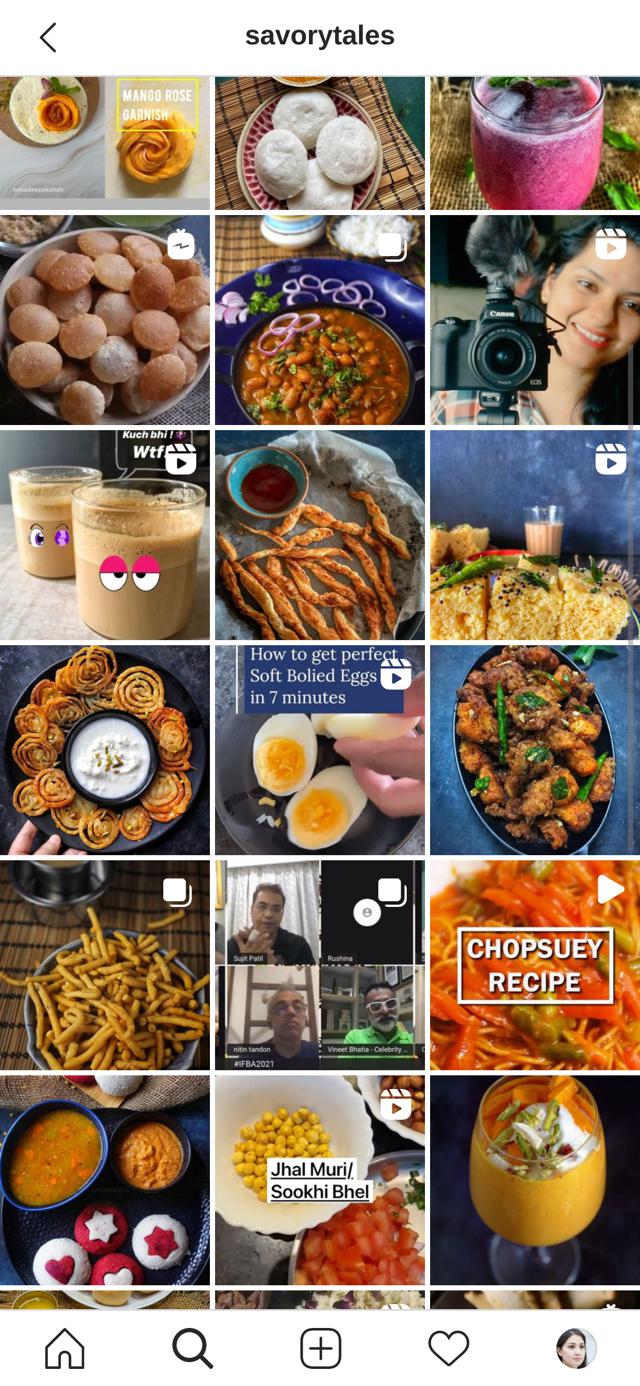 savorytales
MANGO ROSE
GARNISH
nehadeepakshah
Canon
EOS
Kuch bhi !
Wtf!
How to get perfect
Soft Bolied Eggs
in 7 minutes
Sujit Patil
Rushina
nitin tandon
Vineet Bhatia - Celebrity ...
#IFBA2021
CHOPSUEY
RECIPE
Jhal Muri/
Sookhi Bhel